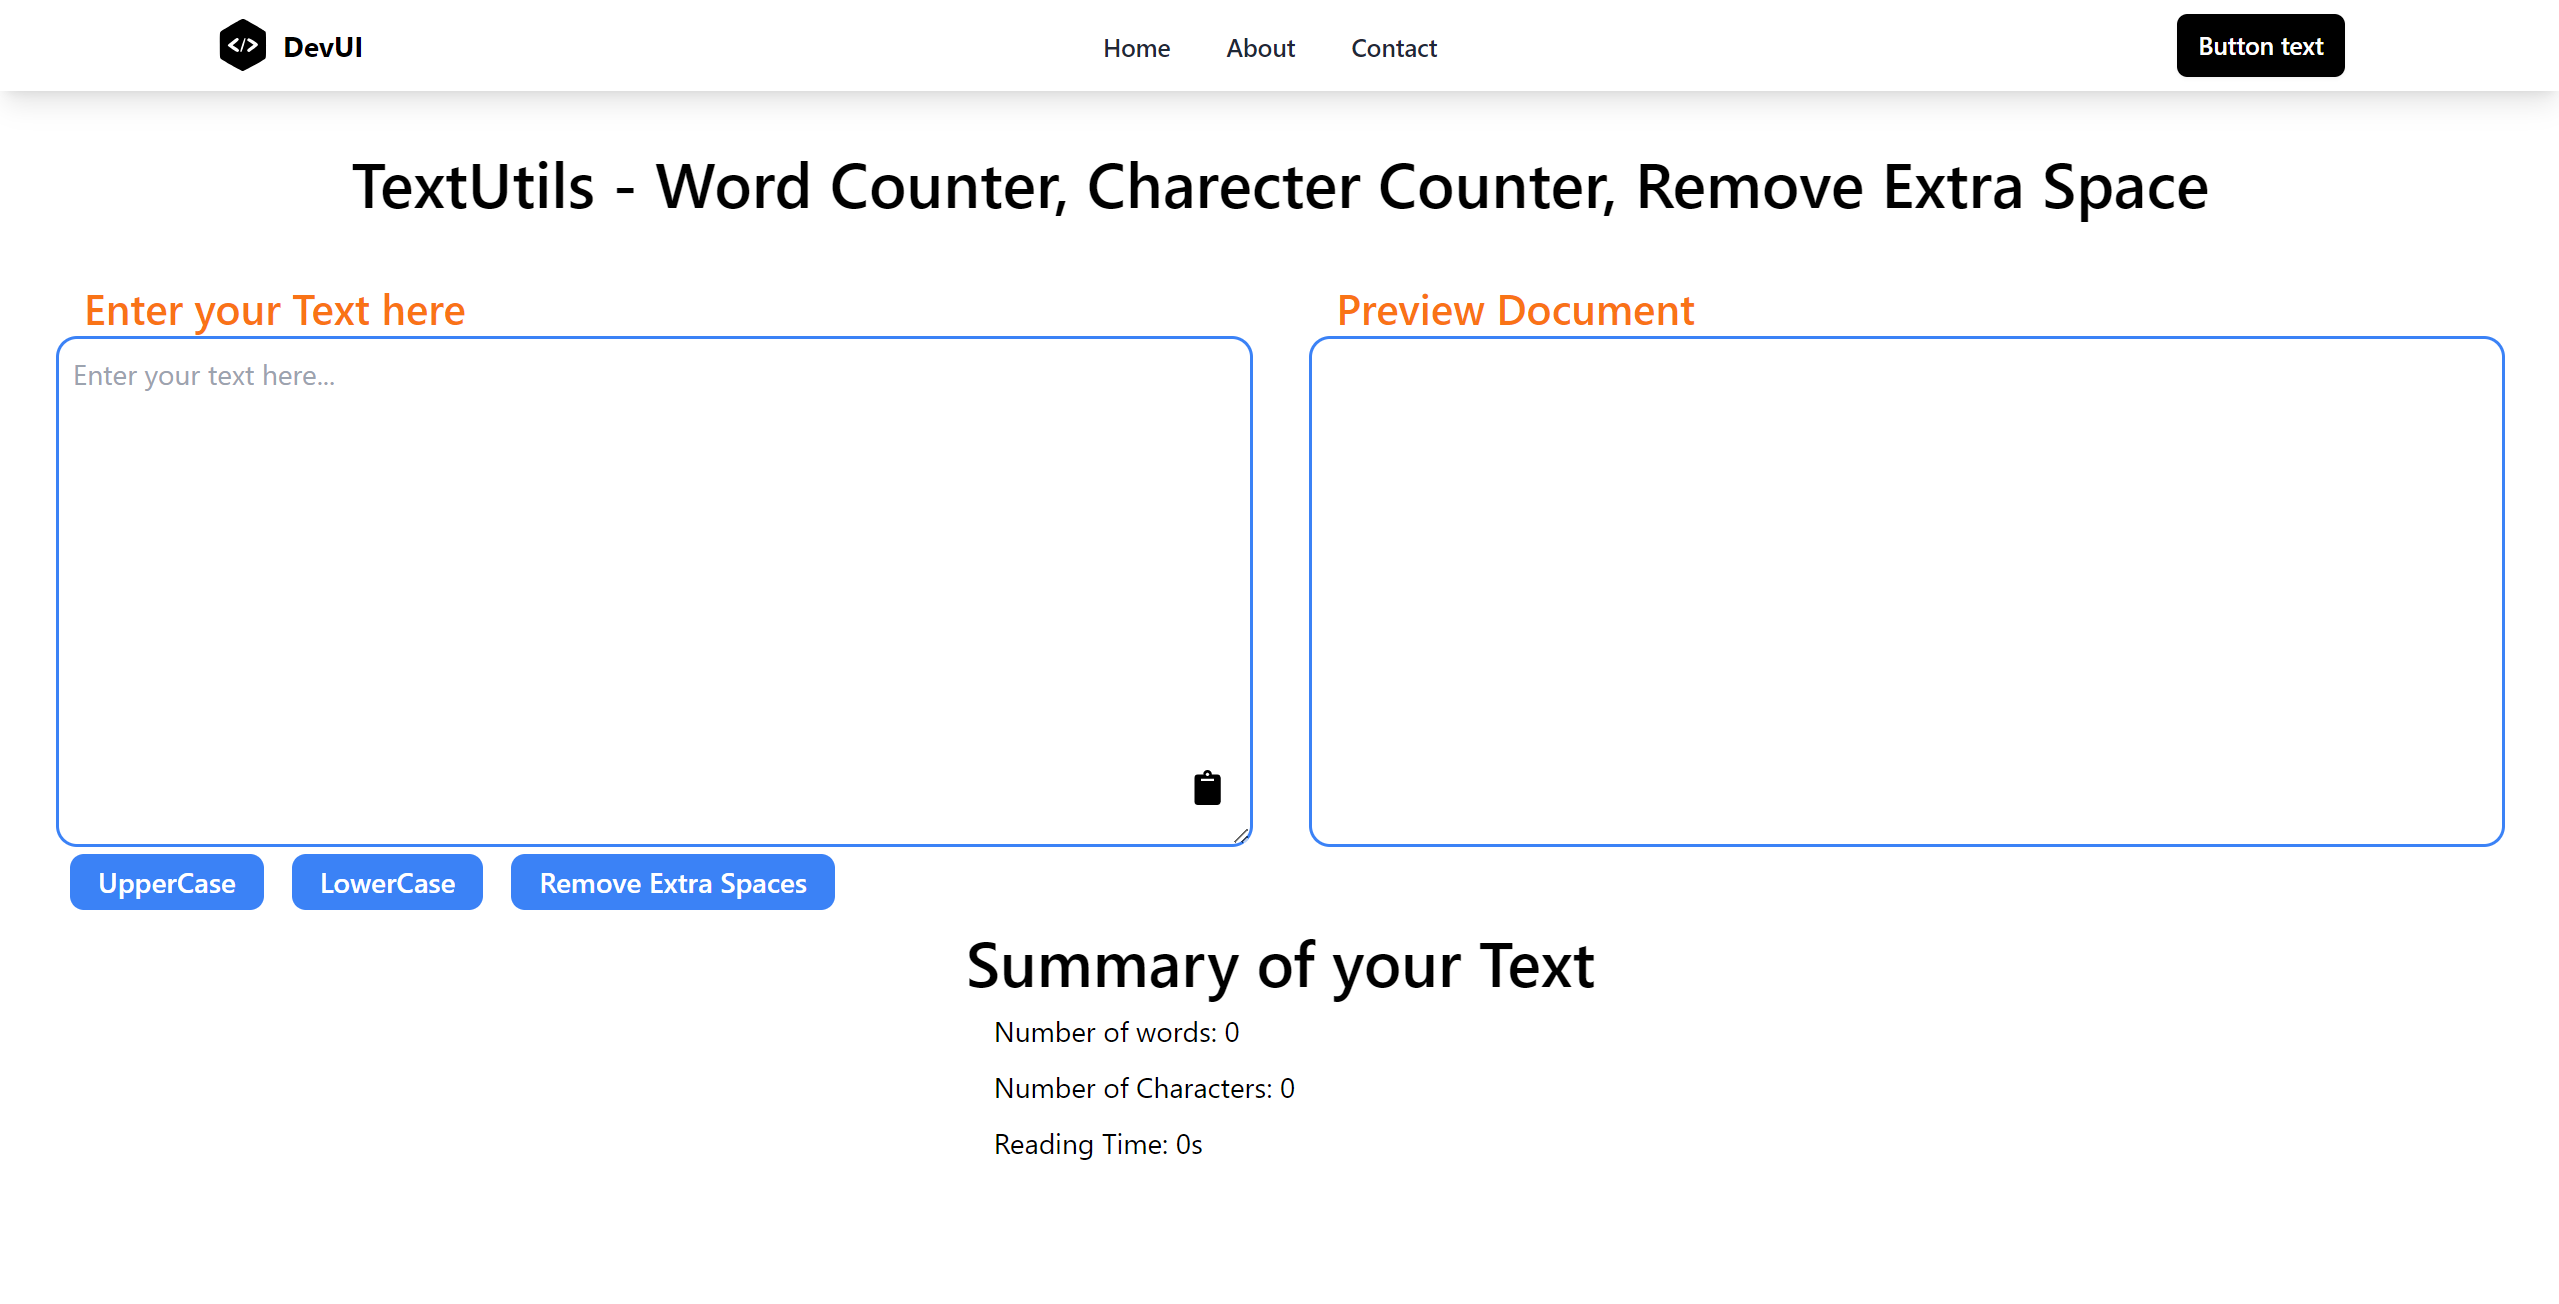 DevUI
Home About Contact
Button text
TextUtils - Word Counter, Charecter Counter, Remove Extra Space
Enter your Text here
Enter your text here...
Preview Document
UpperCase LowerCase Remove Extra Spaces
Summary of your Text
Number of words: 0
Number of Characters: 0
Reading Time: 0s